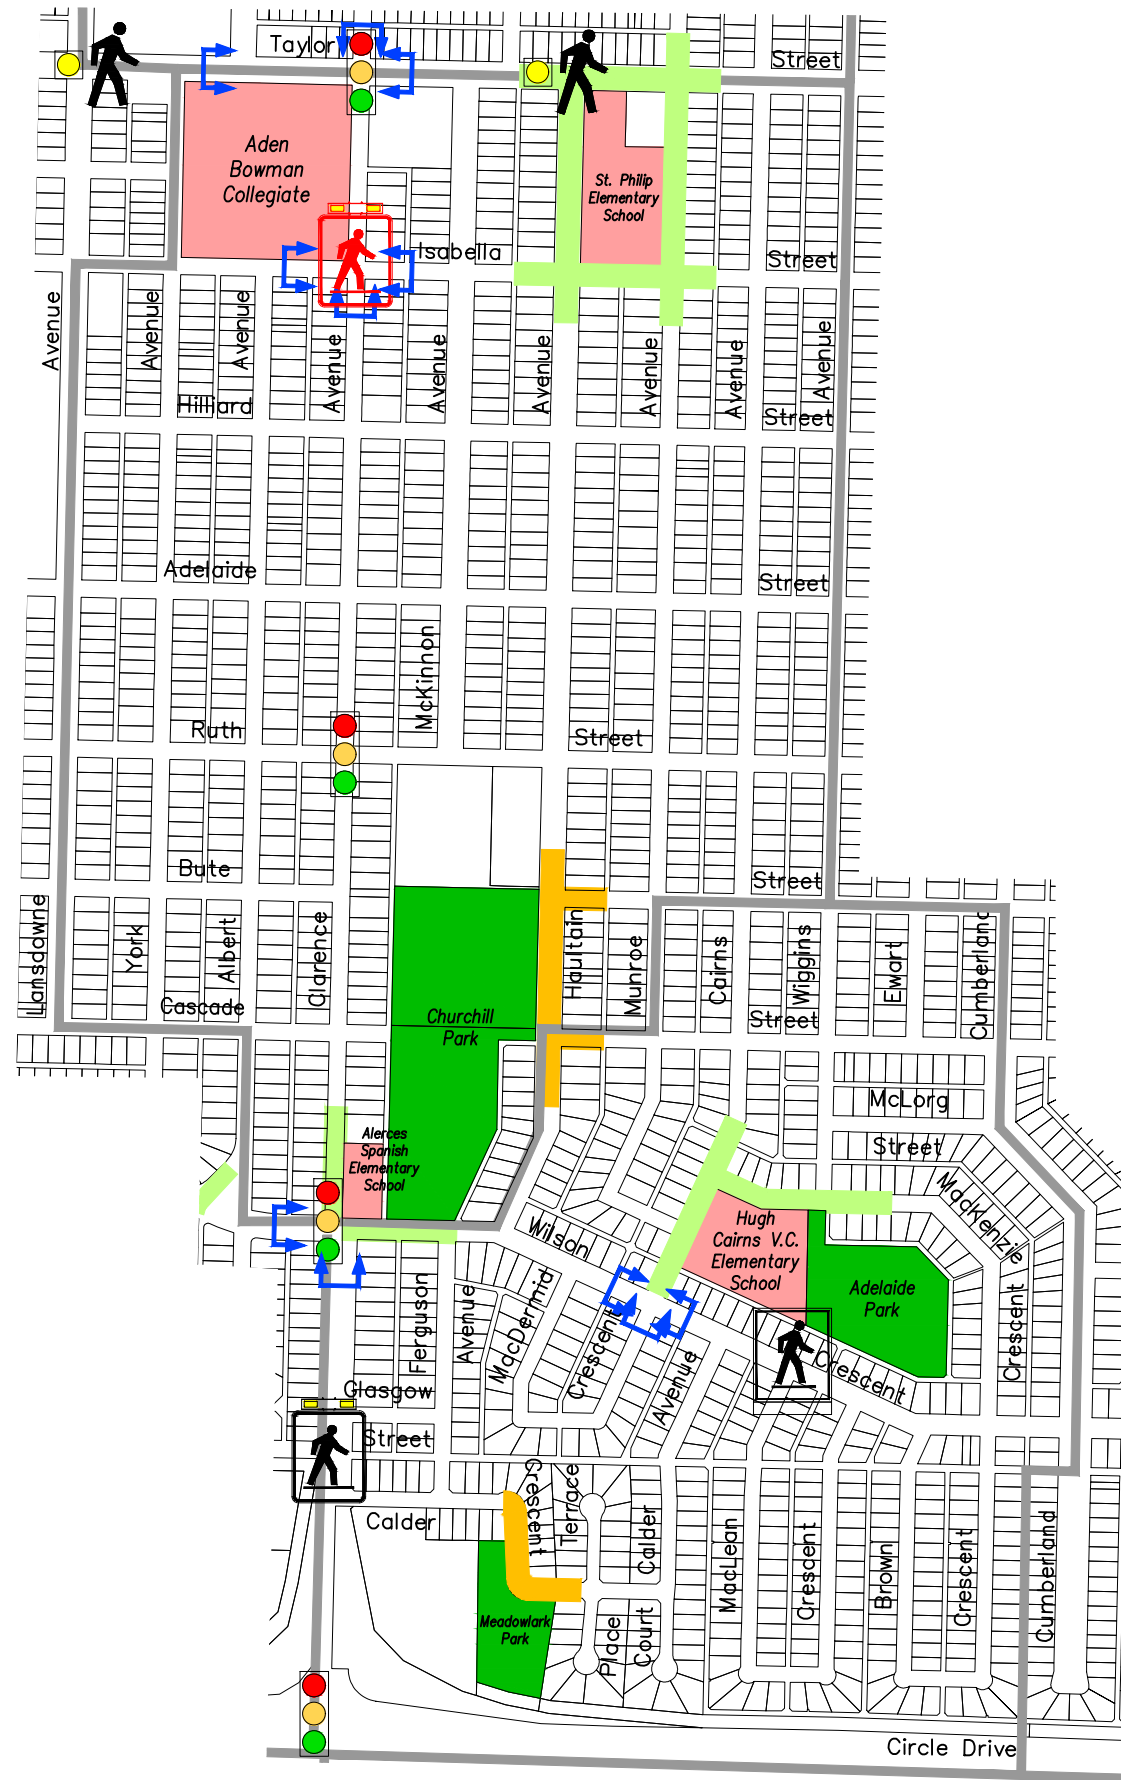 Taylor
Street
Aden
Bowman
Collegiate
St. Philip
Elementary
School
Isabella
Street
Avenue
Avenue
Avenue
Avenue
Avenue
Avenue
Avenue
Avenue
Avenue
Hilliard
Street
Adelaide
Street
McKinnon
Ruth
Street
Bute
Street
Lansdowne
York
Albert
Clarence
Haultain
Munroe
Cairns
Wiggins
Ewart
Cumberland
Cascade
Street
Churchill
Park
McLorg
Street
Alerces
Spanish
Elementary
School
MacKenzie
Crescent
Wilson
Crescent
Hugh
Cairns V.C.
Elementary
School
Adelaide
Park
Ferguson
Avenue
MacDermid
Crescent
Avenue
Glasgow
Street
Calder
Crescent
Terrace
Calder
MacLean
Crescent
Brown
Crescent
Cumberland
Meadowlark
Park
Place
Court
Circle Drive